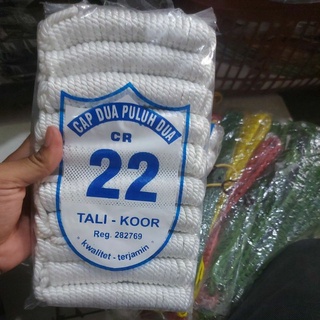 CAP DUA PULUH DUA
CR
22
TALI - KOOR
Reg. 282769
- kwalitet - terjamin -